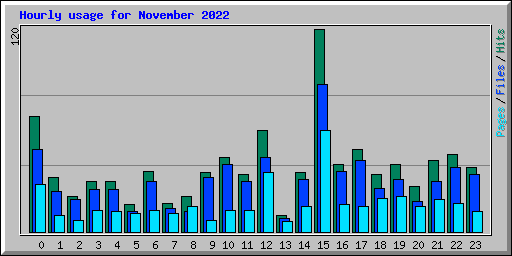 Hourly usage for November 2022
120
Pages/Files/Hits
0 1 2 3 4 5 6 7 8 9 10 11 12 13 14 15 16 17 18 19 20 21 22 23